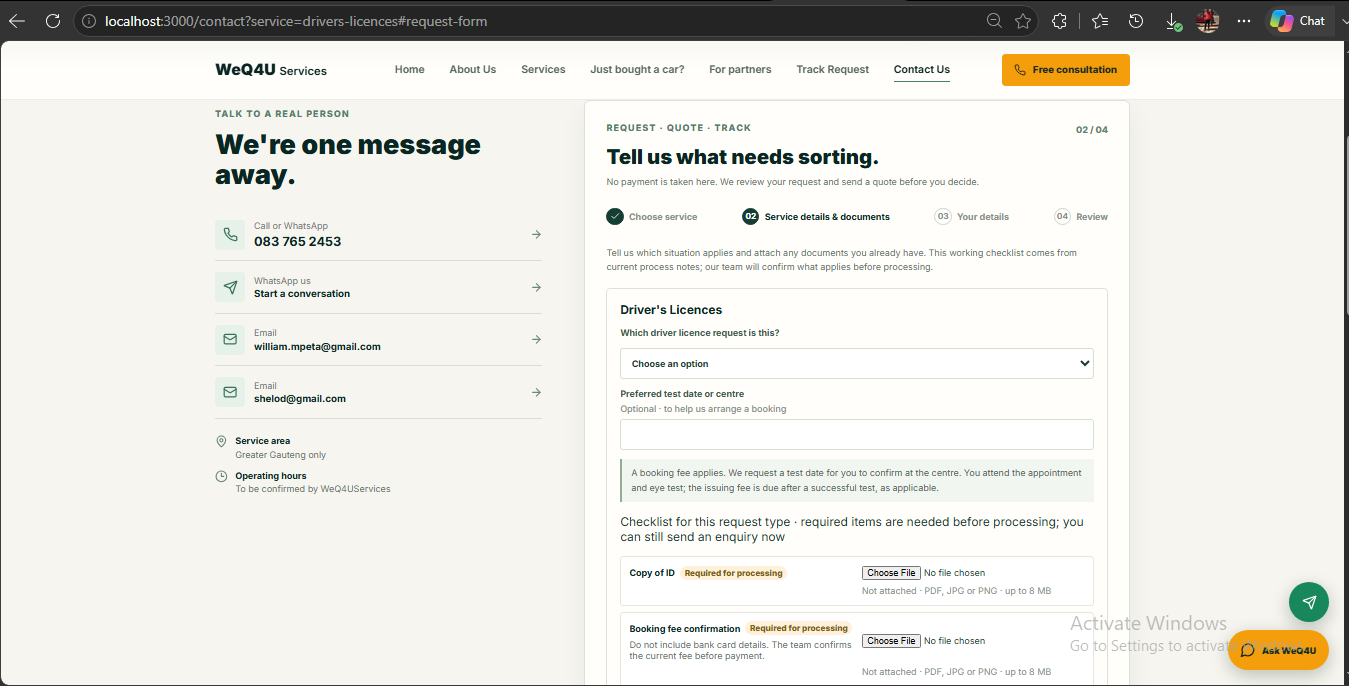 localhost:3000/contact?service=drivers-licences#request-form
Chat
WeQ4U Services
Home
About Us
Services
Just bought a car?
For partners
Track Request
Contact Us
Free consultation
TALK TO A REAL PERSON
We're one message
away.
Call or WhatsApp
083 765 2453
WhatsApp us
Start a conversation
Email
william.mpeta@gmail.com
Email
shelod@gmail.com
Service area
Greater Gauteng only
Operating hours
To be confirmed by WeQ4UServices
REQUEST · QUOTE · TRACK
02 / 04
Tell us what needs sorting.
No payment is taken here. We review your request and send a quote before you decide.
Choose service
02 Service details & documents
03 Your details
04 Review
Tell us which situation applies and attach any documents you already have. This working checklist comes from
current process notes; our team will confirm what applies before processing.
Driver's Licences
Which driver licence request is this?
Choose an option
Preferred test date or centre
Optional · to help us arrange a booking
A booking fee applies. We request a test date for you to confirm at the centre. You attend the appointment
and eye test; the issuing fee is due after a successful test, as applicable.
Checklist for this request type · required items are needed before processing; you
can still send an enquiry now
Copy of ID Required for processing
Choose File No file chosen
Not attached · PDF, JPG or PNG · up to 8 MB
Booking fee confirmation Required for processing
Do not include bank card details. The team confirms
the current fee before payment.
Choose File No file chosen
Not attached · PDF, JPG or PNG · up to 8 MB
Activate Windows
Go to Settings to activate
Ask WeQ4U